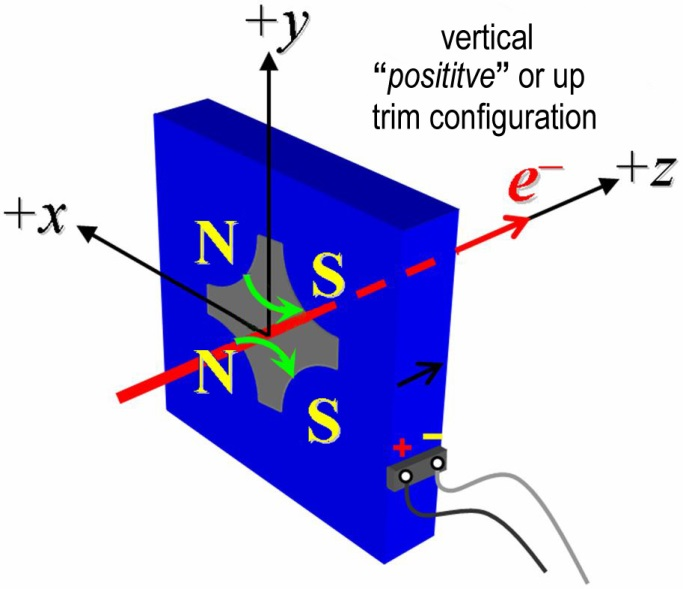 +y
vertical
“posititve” or up
trim configuration
e–
+z
+x
N
S
N
S
+ –